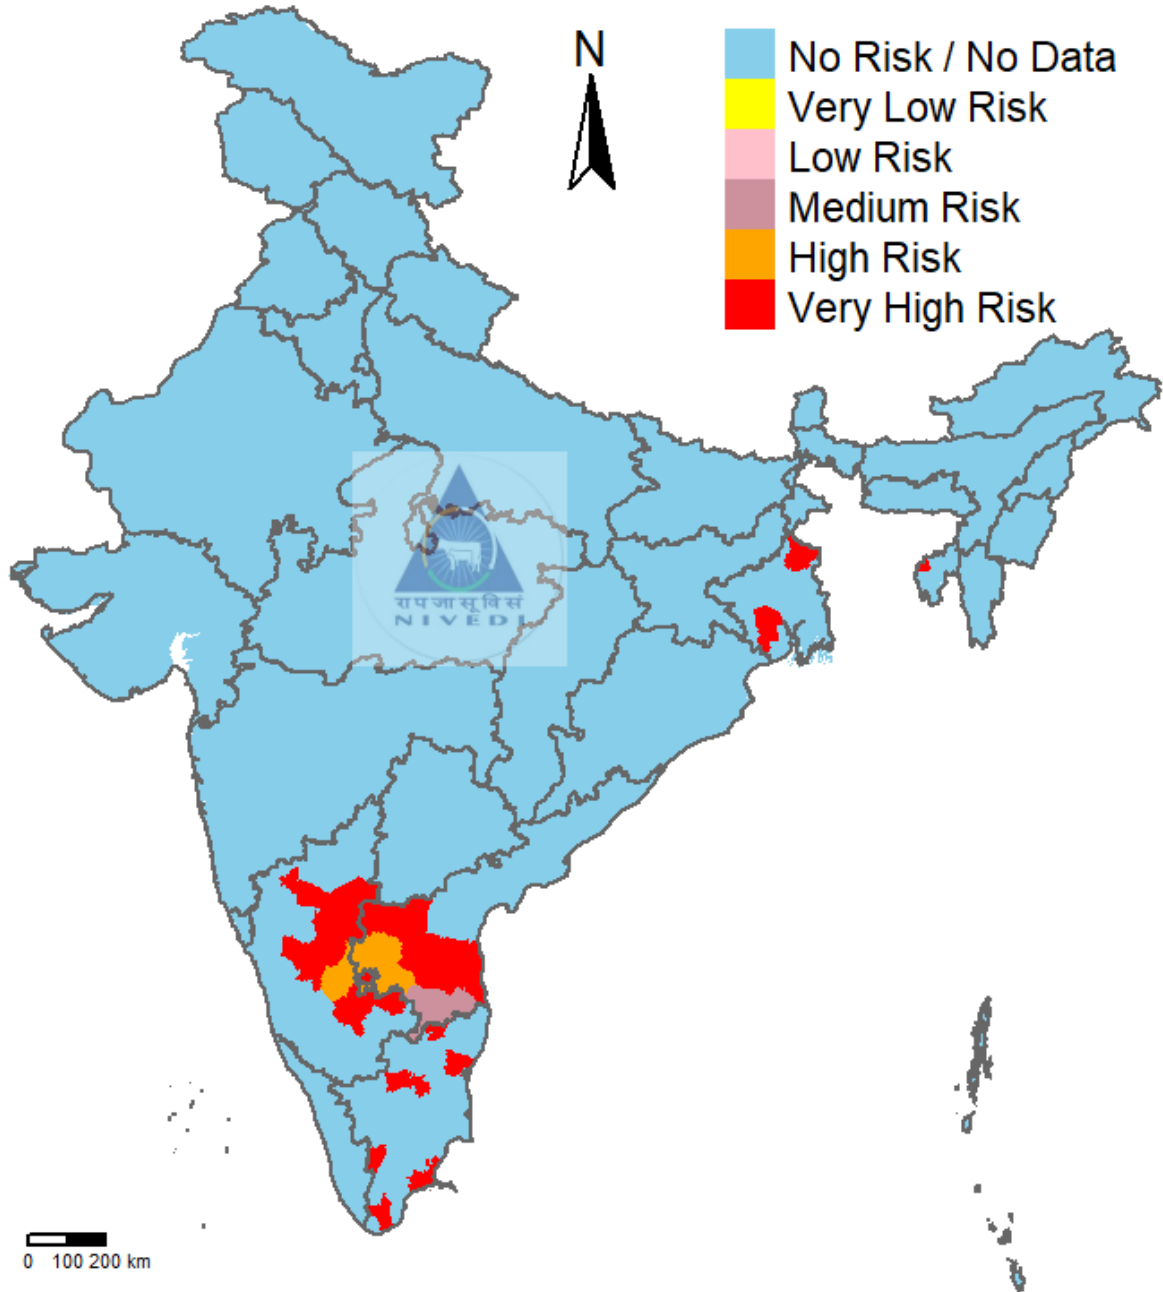 N
No Risk / No Data
Very Low Risk
Low Risk
Medium Risk
High Risk
Very High Risk
रा प जा सू वि सं
NIVEDI
0 100 200 km